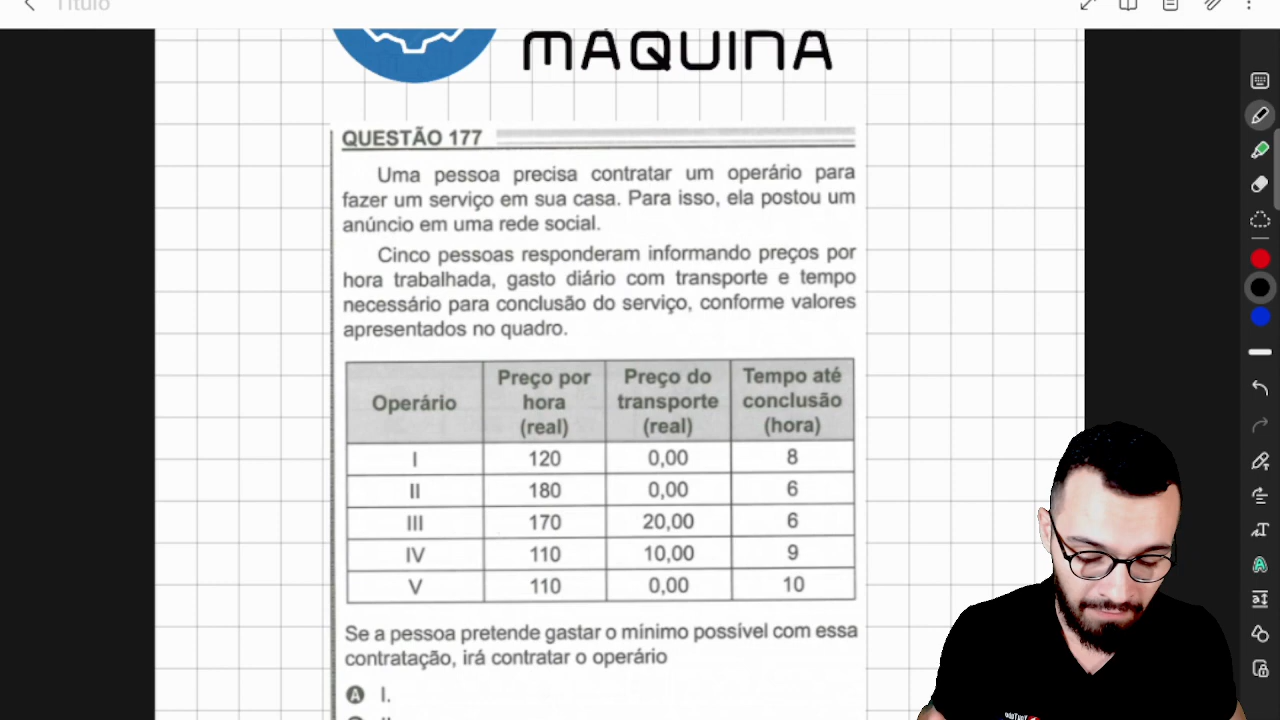 Título
MAQUINA
QUESTÃO 177
Uma pessoa precisa contratar um operário para
fazer um serviço em sua casa. Para isso, ela postou um
anúncio em uma rede social.
Cinco pessoas responderam informando preços por
hora trabalhada, gasto diário com transporte e tempo
necessário para conclusão do serviço, conforme valores
apresentados no quadro.
Operário Preço por hora (real) Preço do transporte (real) Tempo até conclusão (hora)
I 120 0,00 8
II 180 0,00 6
III 170 20,00 6
IV 110 10,00 9
V 110 0,00 10
Se a pessoa pretende gastar o mínimo possível com essa
contratação, irá contratar o operário
A I.